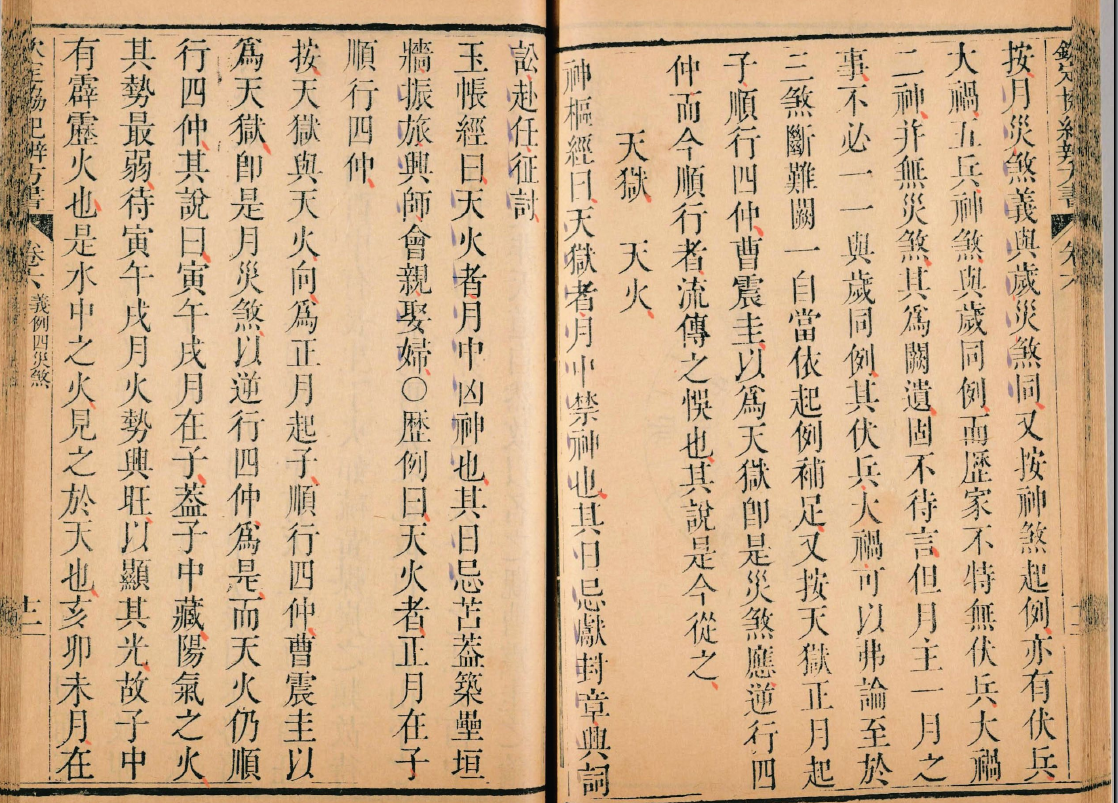 欽定協紀辨方書 卷六
按月災煞義與歲災煞同又按神煞起例亦有伏兵
大禍五兵神煞與歲同例而歷家不特無伏兵大禍
二神并無災煞其為闕遺固不待言但月主一月之
事不必一一與歲同例其伏兵大禍可以弗論至於
三煞斷難闕一自當依起例補足又按天獄正月起
子順行四仲曹震圭以為天獄卽是災煞應逆行四
仲而今順行者流傳之悞也其說是今從之
天獄 天火
神樞經曰天獄者月中禁神也其日忌獻封章興詞
訟赴任征討
玉帳經曰天火者月中凶神也其日忌苫葢築壘垣
牆振旅興師會親娶婦○歷例曰天火者正月在子
順行四仲
按天獄與天火向為正月起子順行四仲曹震圭以
為天獄卽是月災煞以逆行四仲為是而天火仍順
行四仲其說曰寅午戌月在子葢子中藏陽氣之火
其勢最弱待寅午戌月火勢興旺以顯其光故子中
有霹靂火也是水中之火見之於天也亥卯未月在
欽定協紀辨方書 卷六 義例四災煞 十二